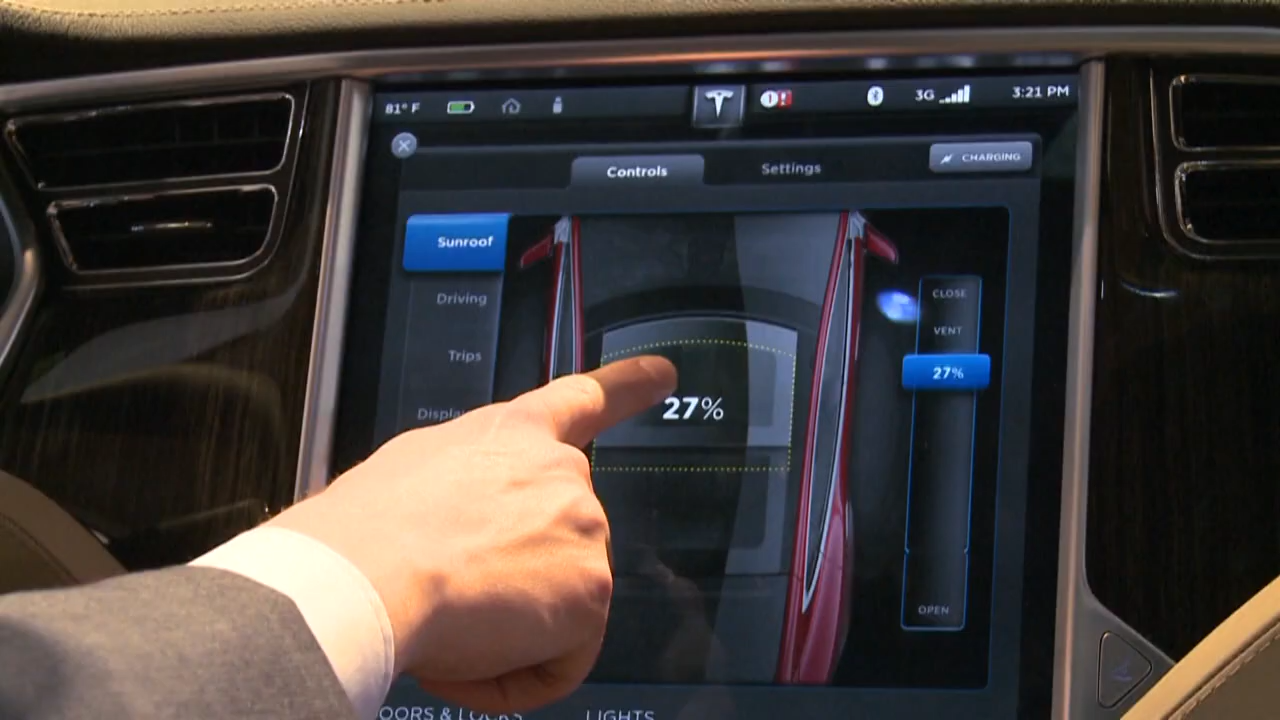 81° F
3G
3:21 PM
Controls
Settings
CHARGING
Sunroof
Driving
Trips
CLOSE
VENT
27%
27%
OPEN
LIGHTS